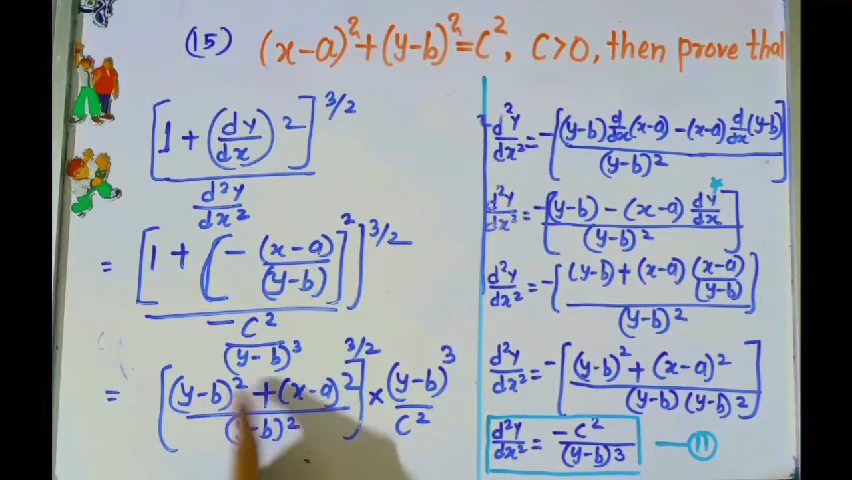 (15) (x-a)²+(y-b)²=c², c>0, then prove that
[1 + (dy/dx)²]^3/2 / d²y/dx²
= [1 + (-(x-a)/(y-b)]²]^3/2 / -c²/(y-b)³
= [(y-b)²+(x-a)²/(y-b)²]^3/2 × (y-b)³/c²
d²y/dx² = -[(y-b) d/dx(x-a) - (x-a) d/dx(y-b)/(y-b)²]
d²y/dx² = -[(y-b) - (x-a) dy/dx/(y-b)²]
d²y/dx² = -[(y-b) + (x-a) (x-a)/(y-b)/(y-b)²]
d²y/dx² = -[(y-b)² + (x-a)²/(y-b)(y-b)²]
d²y/dx² = -c²/(y-b)³ — 11